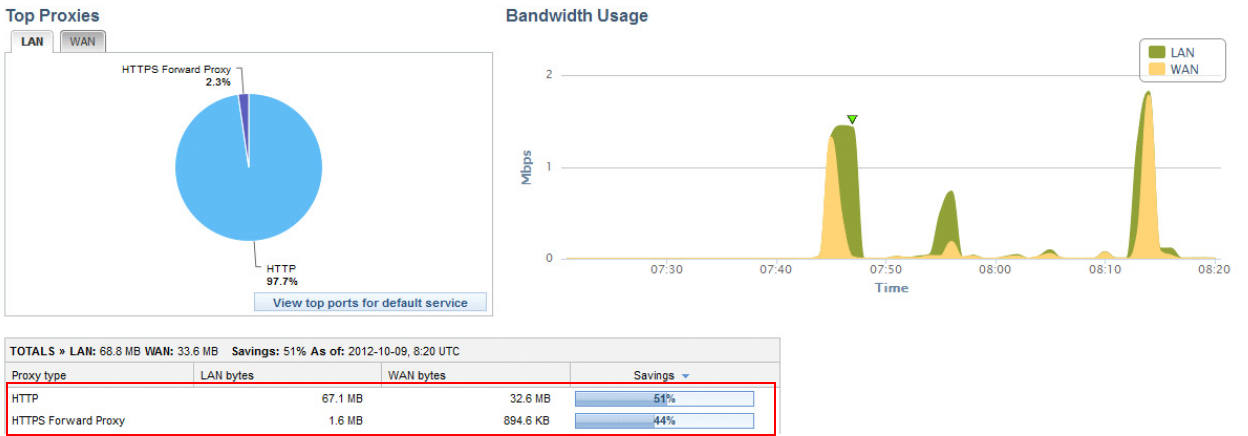 Top Proxies
LAN WAN
HTTPS Forward Proxy
2.3%
HTTP
97.7%
View top ports for default service
Bandwidth Usage
LAN
WAN
2
1
0
Mbps
07:30 07:40 07:50 08:00 08:10 08:20
Time
TOTALS » LAN: 68.8 MB WAN: 33.6 MB Savings: 51% As of: 2012-10-09, 8:20 UTC
Proxy type LAN bytes WAN bytes Savings
HTTP 67.1 MB 32.6 MB 51%
HTTPS Forward Proxy 1.6 MB 894.6 KB 44%